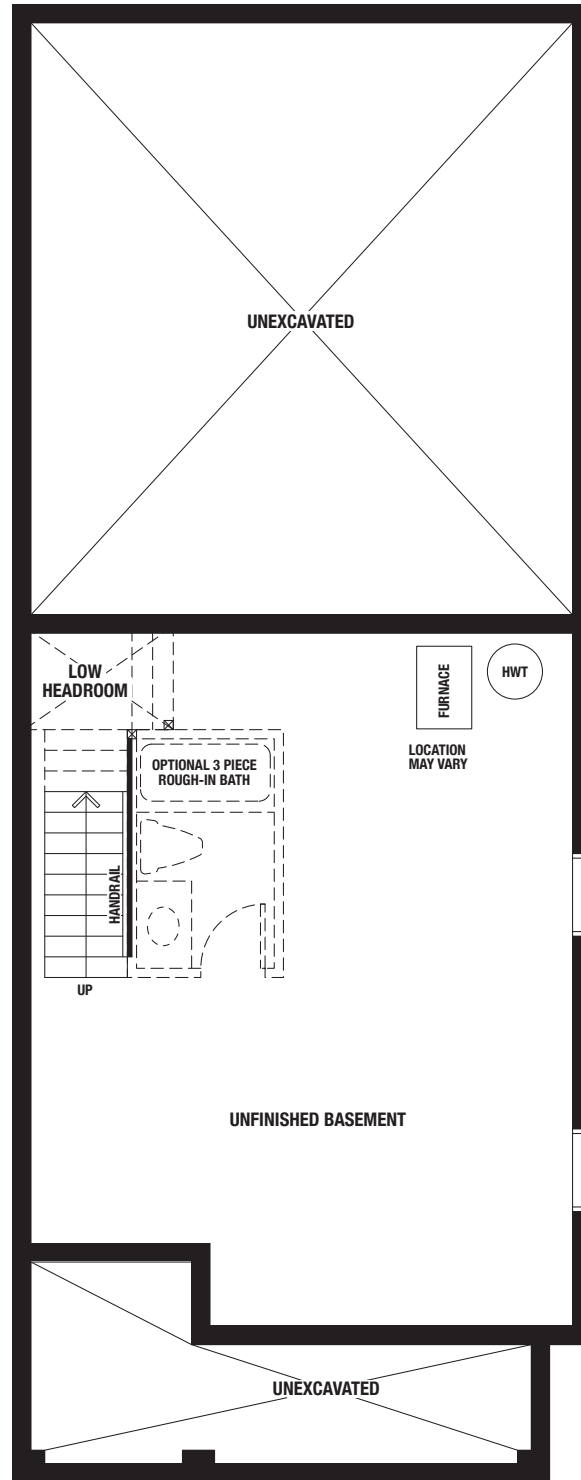 UNEXCAVATED
LOW
HEADROOM
FURNACE
HWT
LOCATION
MAY VARY
OPTIONAL 3 PIECE
ROUGH-IN BATH
HANDRAIL
UP
UNFINISHED BASEMENT
UNEXCAVATED